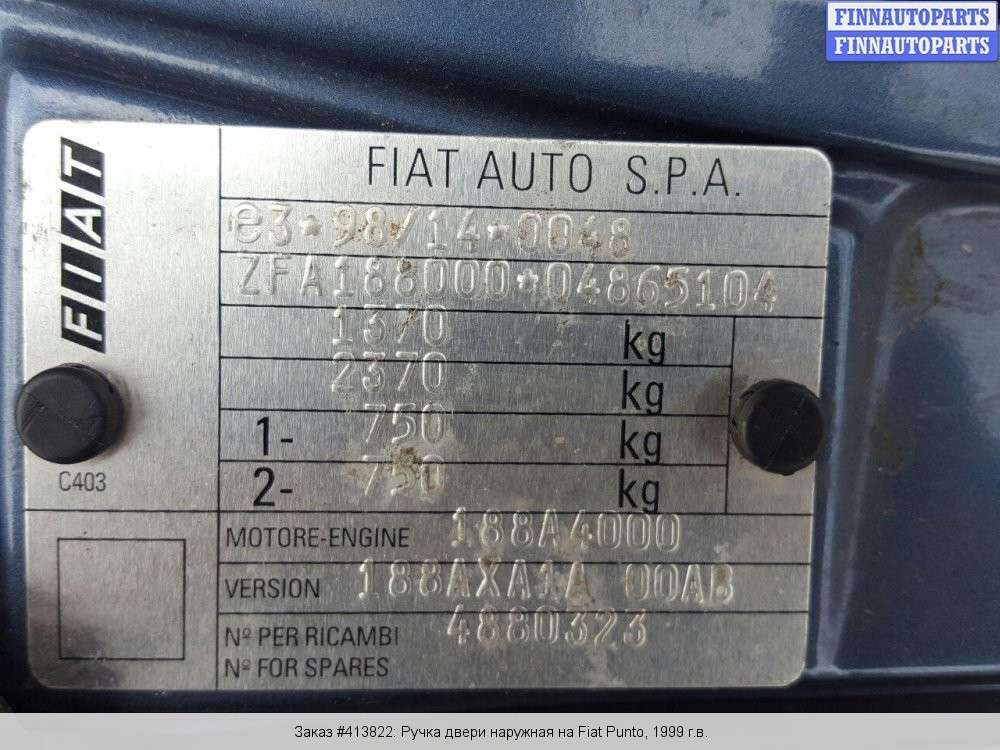 FINNAUTOPARTS
FINNAUTOPARTS
FIAT
FIAT AUTO S.P.A.
e3*98/14*0048
ZFA188000*04865104
1370 kg
2370 kg
1- 750 kg
2- 750 kg
C403
MOTORE-ENGINE 188A4000
VERSION 188AXA1A 00AB
Nº PER RICAMBI 4880323
Nº FOR SPARES
Заказ #413822: Ручка двери наружная на Fiat Punto, 1999 г.в.